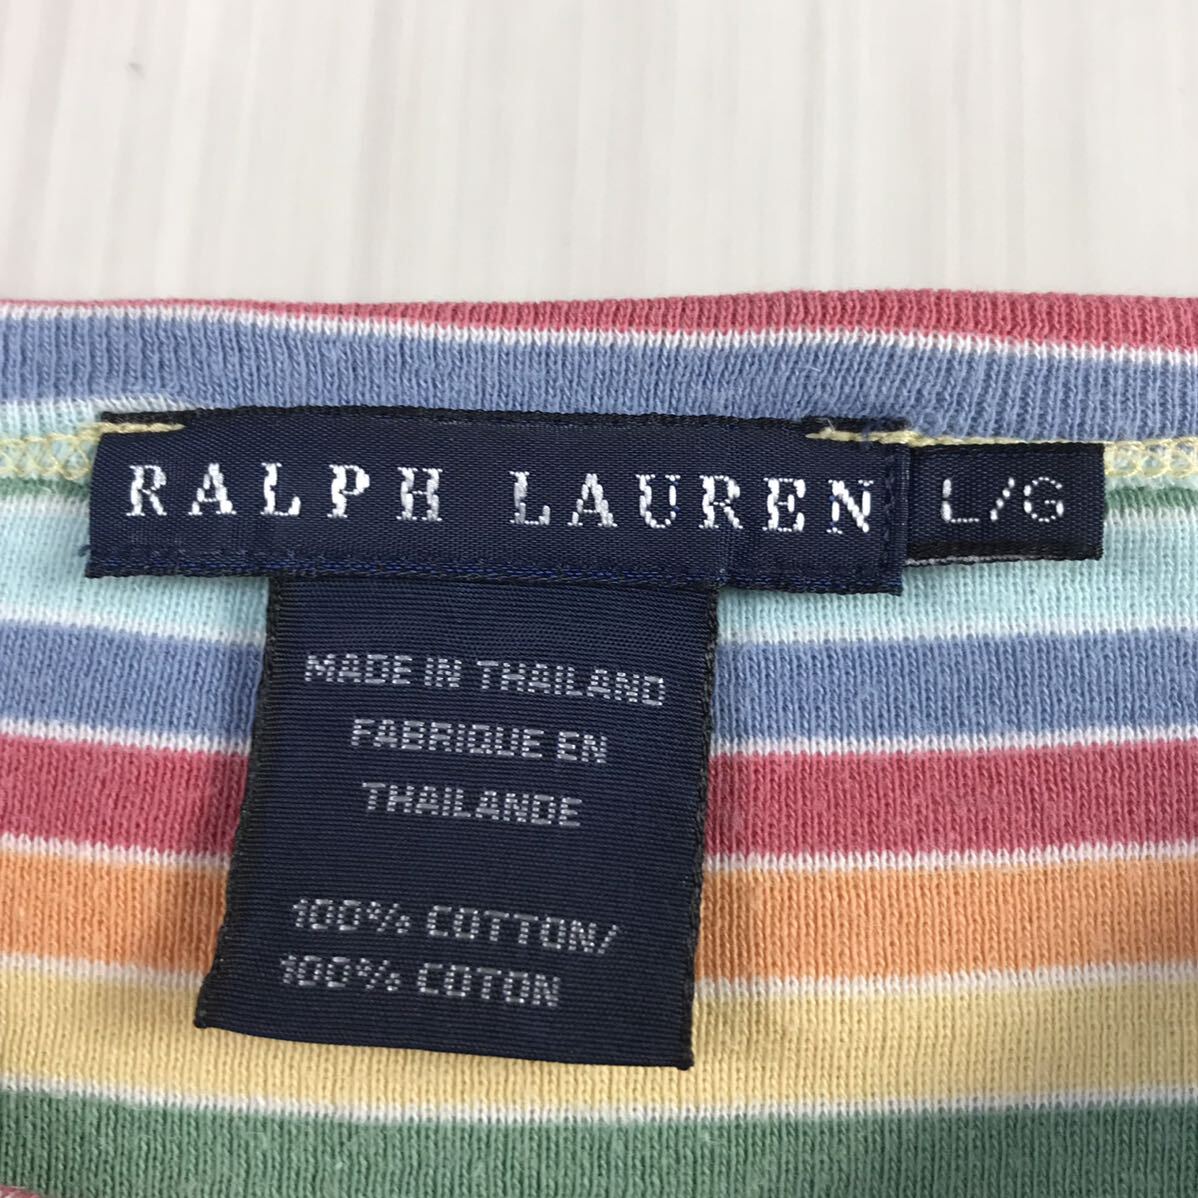 RALPH LAUREN
L/G
MADE IN THAILAND
FABRIQUE EN
THAILANDE
100% COTTON/
100% COTON